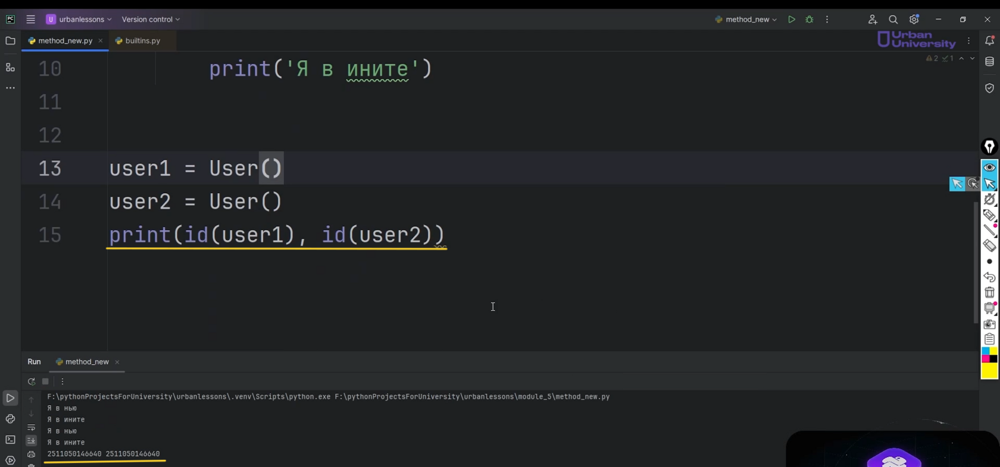 PC U urbanlessons Version control method_new
method_new.py builtins.py Urban University
2 1
10 print('Я в ините')
11
12
13 user1 = User()
14 user2 = User()
15 print(id(user1), id(user2))
Run method_new
F:\pythonProjectsForUniversity\urbanlessons\.venv\Scripts\python.exe F:\pythonProjectsForUniversity\urbanlessons\module_5\method_new.py
Я в нью
Я в ините
Я в нью
Я в ините
2511050146640 2511050146640